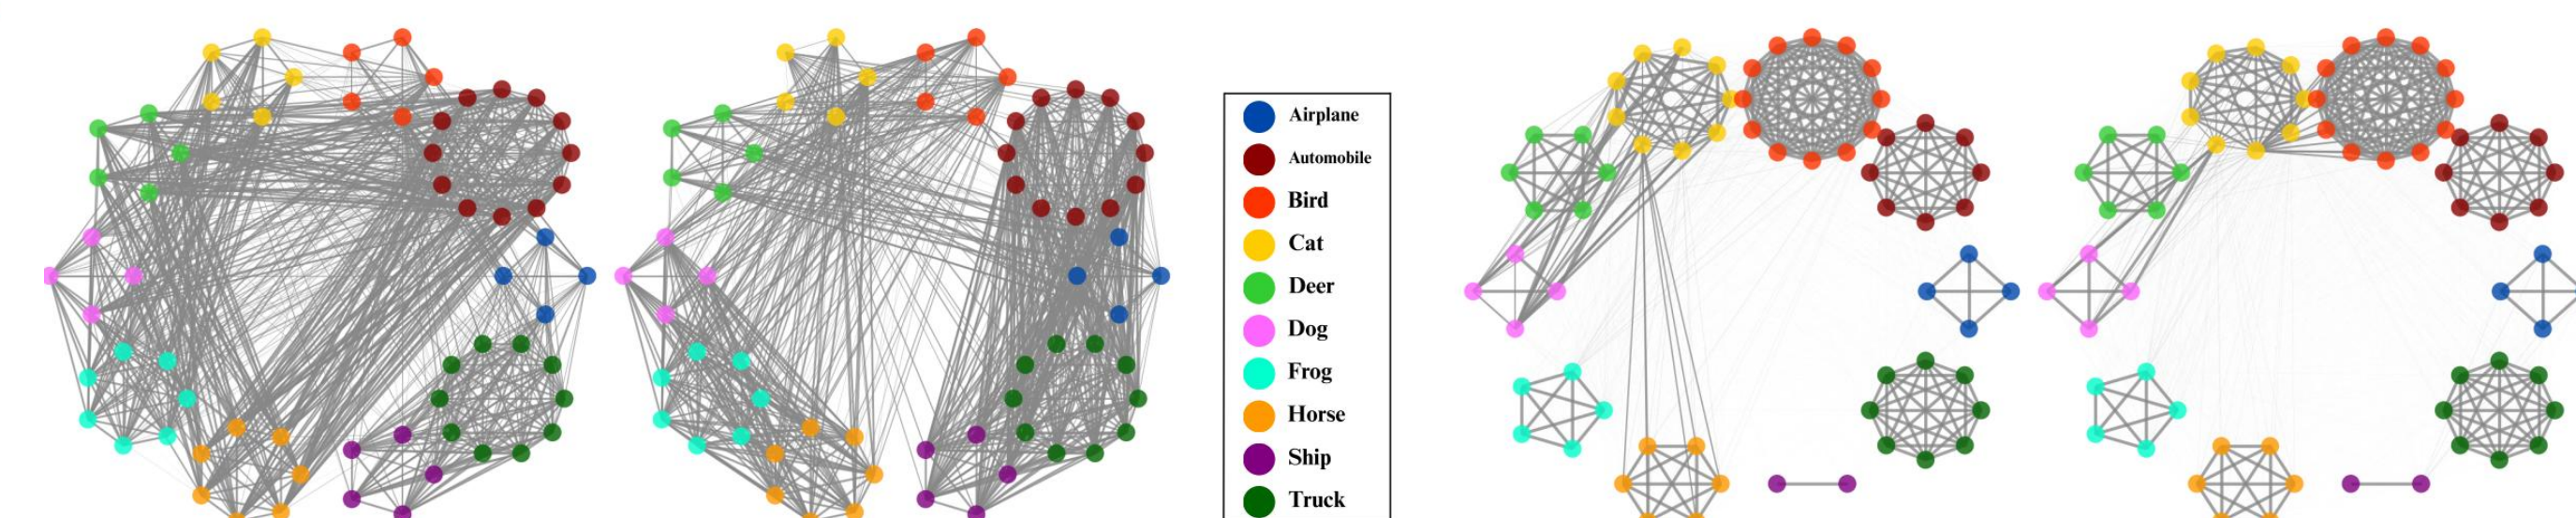 Airplane
Automobile
Bird
Cat
Deer
Dog
Frog
Horse
Ship
Truck